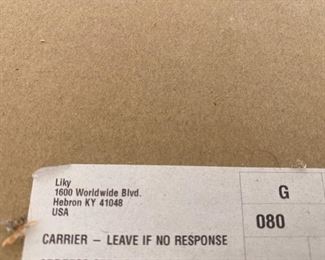 Liky
1600 Worldwide Blvd.
Hebron KY 41048
USA
G
080
CARRIER – LEAVE IF NO RESPONSE